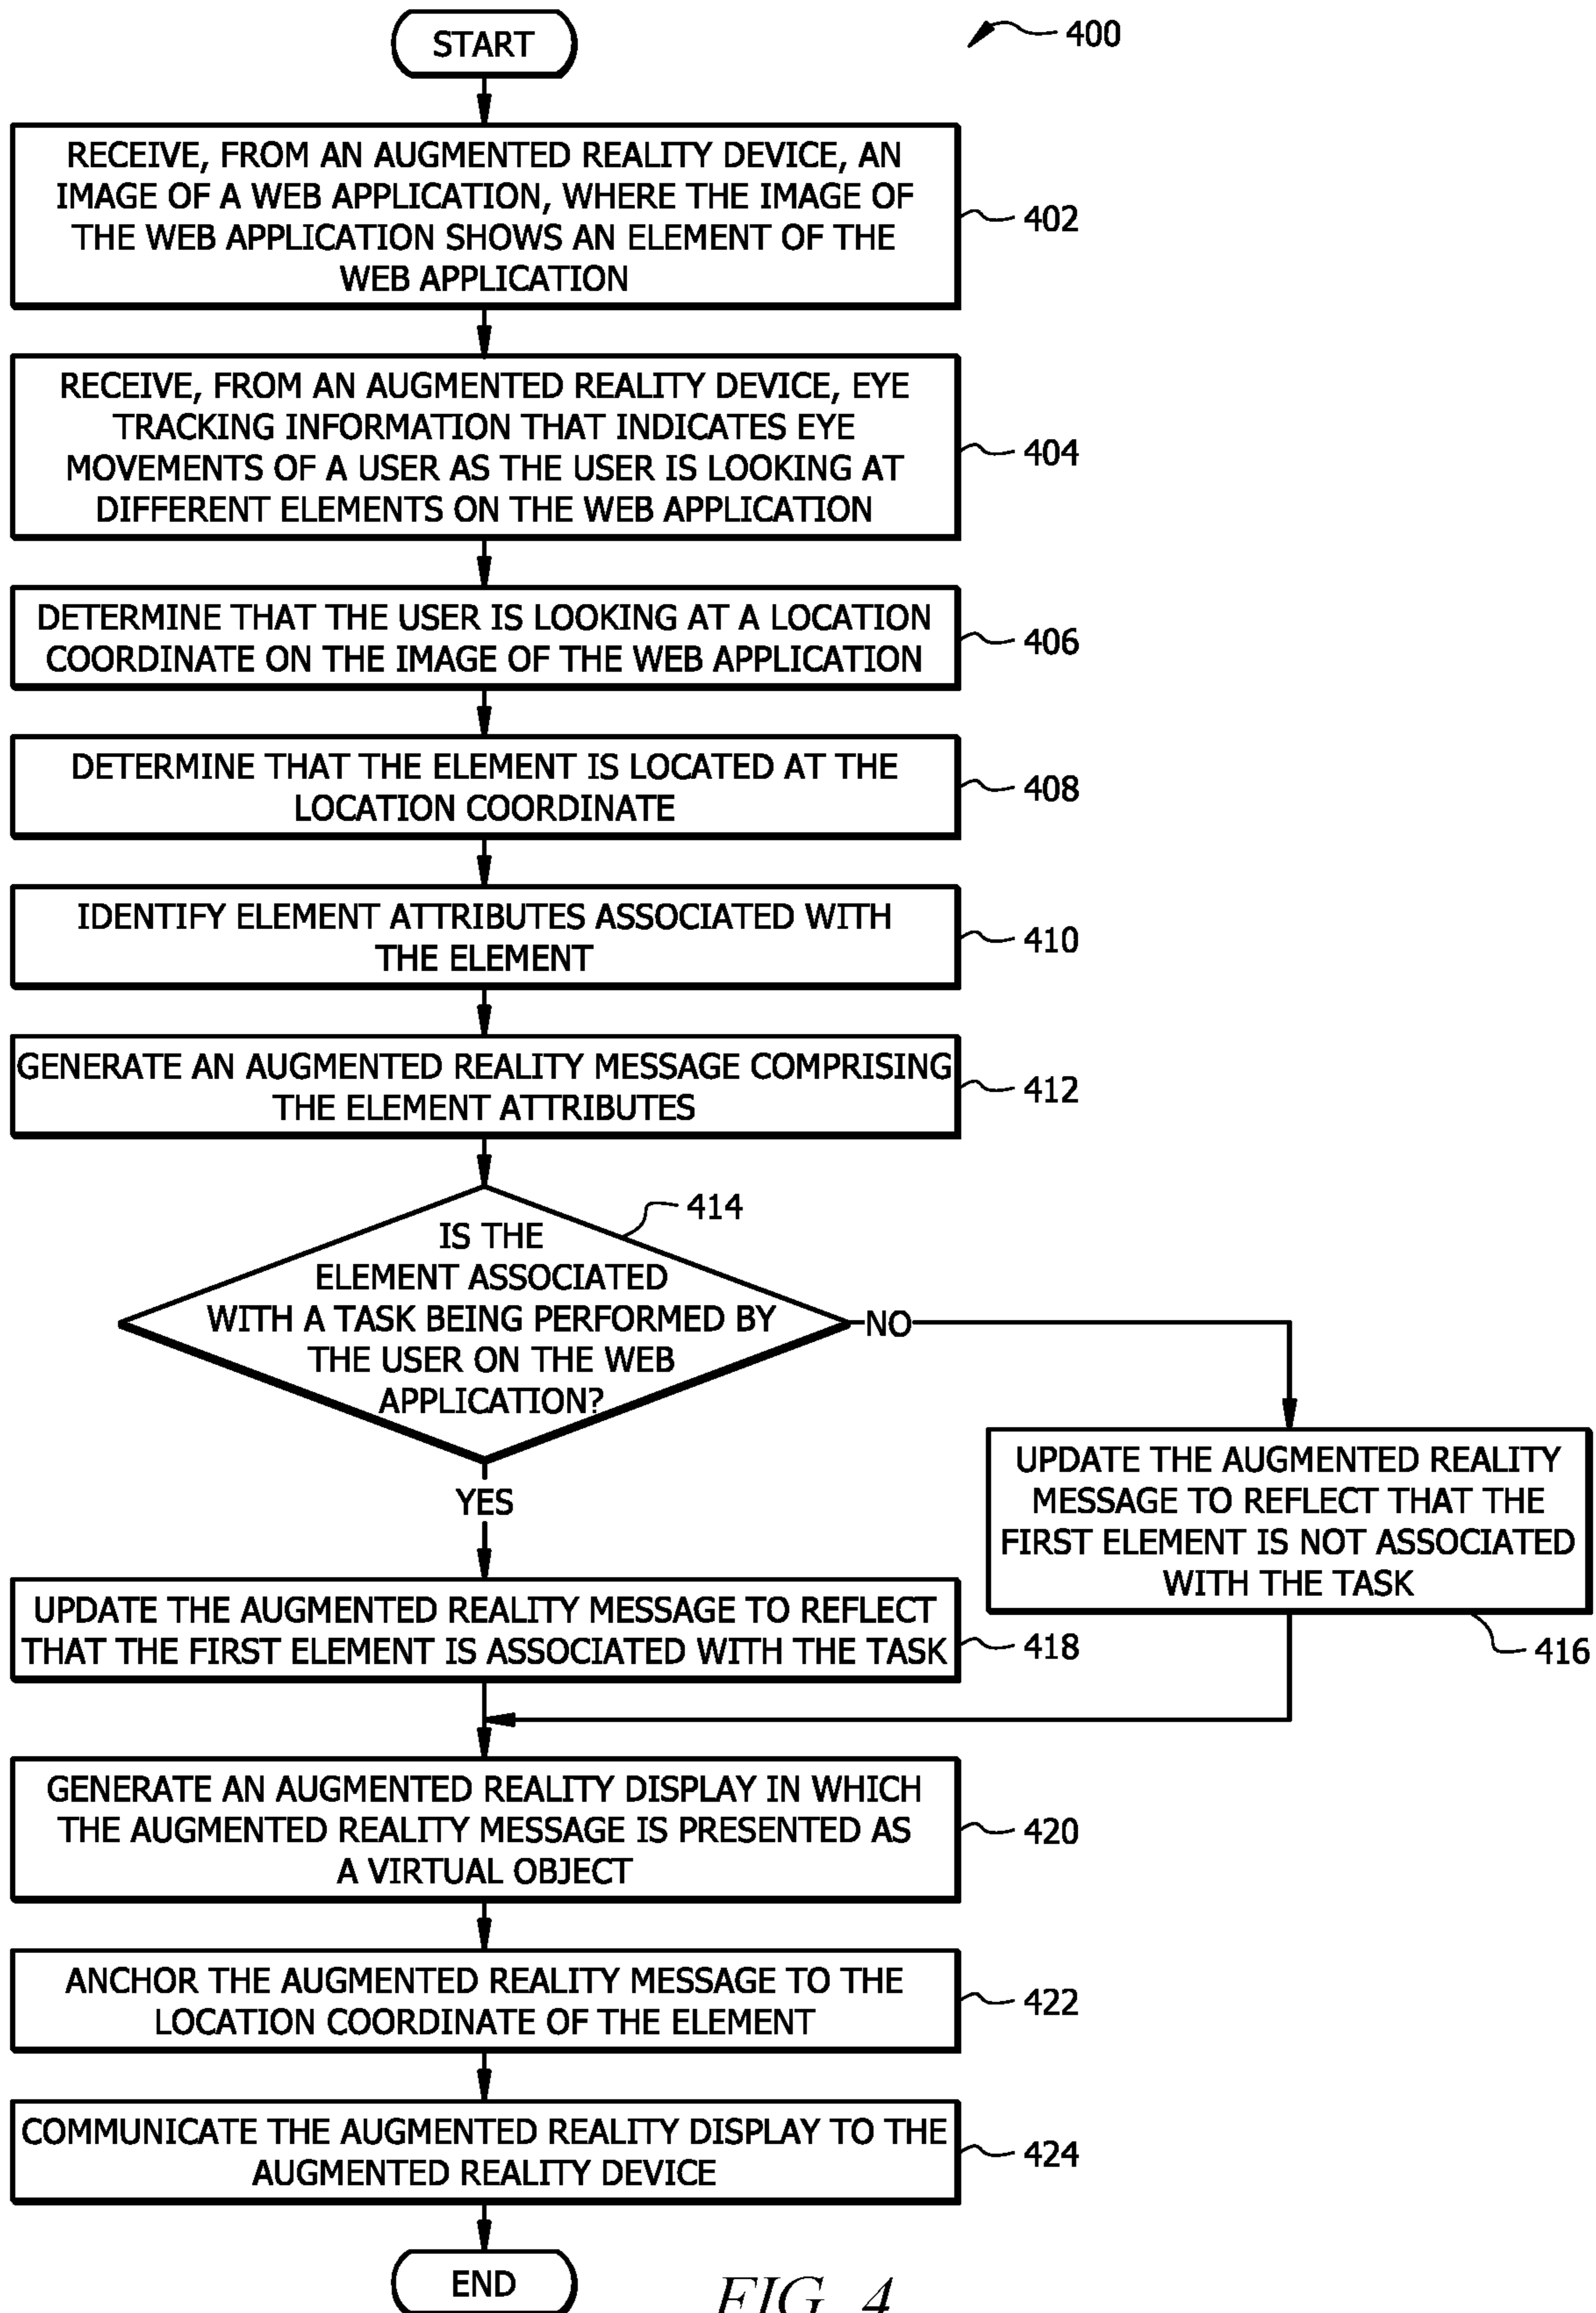 START
400
RECEIVE, FROM AN AUGMENTED REALITY DEVICE, AN
IMAGE OF A WEB APPLICATION, WHERE THE IMAGE OF
THE WEB APPLICATION SHOWS AN ELEMENT OF THE
WEB APPLICATION
402
RECEIVE, FROM AN AUGMENTED REALITY DEVICE, EYE
TRACKING INFORMATION THAT INDICATES EYE
MOVEMENTS OF A USER AS THE USER IS LOOKING AT
DIFFERENT ELEMENTS ON THE WEB APPLICATION
404
DETERMINE THAT THE USER IS LOOKING AT A LOCATION
COORDINATE ON THE IMAGE OF THE WEB APPLICATION
406
DETERMINE THAT THE ELEMENT IS LOCATED AT THE
LOCATION COORDINATE
408
IDENTIFY ELEMENT ATTRIBUTES ASSOCIATED WITH
THE ELEMENT
410
GENERATE AN AUGMENTED REALITY MESSAGE COMPRISING
THE ELEMENT ATTRIBUTES
412
414
IS THE
ELEMENT ASSOCIATED
WITH A TASK BEING PERFORMED BY
THE USER ON THE WEB
APPLICATION?
NO
YES
UPDATE THE AUGMENTED REALITY
MESSAGE TO REFLECT THAT THE
FIRST ELEMENT IS NOT ASSOCIATED
WITH THE TASK
416
UPDATE THE AUGMENTED REALITY MESSAGE TO REFLECT
THAT THE FIRST ELEMENT IS ASSOCIATED WITH THE TASK
418
GENERATE AN AUGMENTED REALITY DISPLAY IN WHICH
THE AUGMENTED REALITY MESSAGE IS PRESENTED AS
A VIRTUAL OBJECT
420
ANCHOR THE AUGMENTED REALITY MESSAGE TO THE
LOCATION COORDINATE OF THE ELEMENT
422
COMMUNICATE THE AUGMENTED REALITY DISPLAY TO THE
AUGMENTED REALITY DEVICE
424
END
FIG. 4